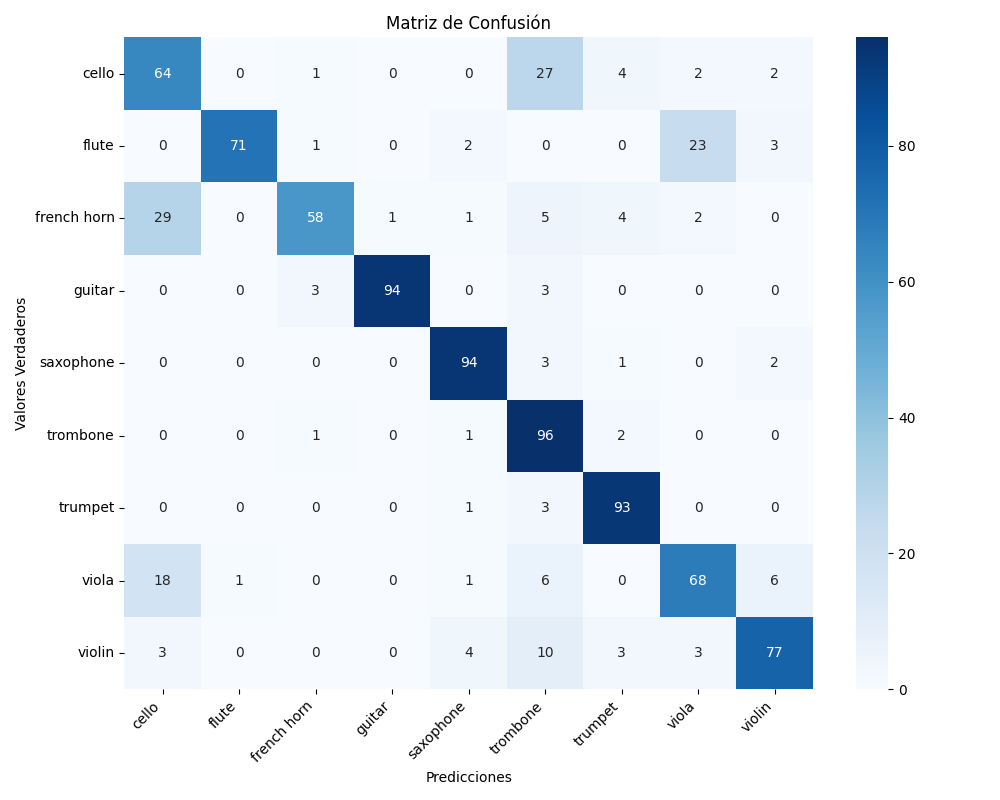 Matriz de Confusión
cello 64 0 1 0 0 27 4 2 2
flute 0 71 1 0 2 0 0 23 3
french horn 29 0 58 1 1 5 4 2 0
guitar 0 0 3 94 0 3 0 0 0
saxophone 0 0 0 0 94 3 1 0 2
trombone 0 0 1 0 1 96 2 0 0
trumpet 0 0 0 0 1 3 93 0 0
viola 18 1 0 0 1 6 0 68 6
violin 3 0 0 0 4 10 3 3 77
cello flute french horn guitar saxophone trombone trumpet viola violin
Predicciones
Valores Verdaderos
80
60
40
20
0